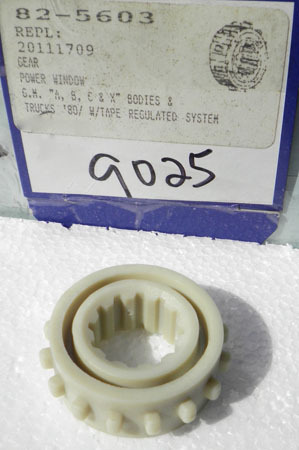 82-5603
REPL:
20111709
GEAR
POWER WINDOW
G.M. "A, B, C & X" BODIES &
TRUCKS '80/ W/TAPE REGULATED SYSTEM
9025